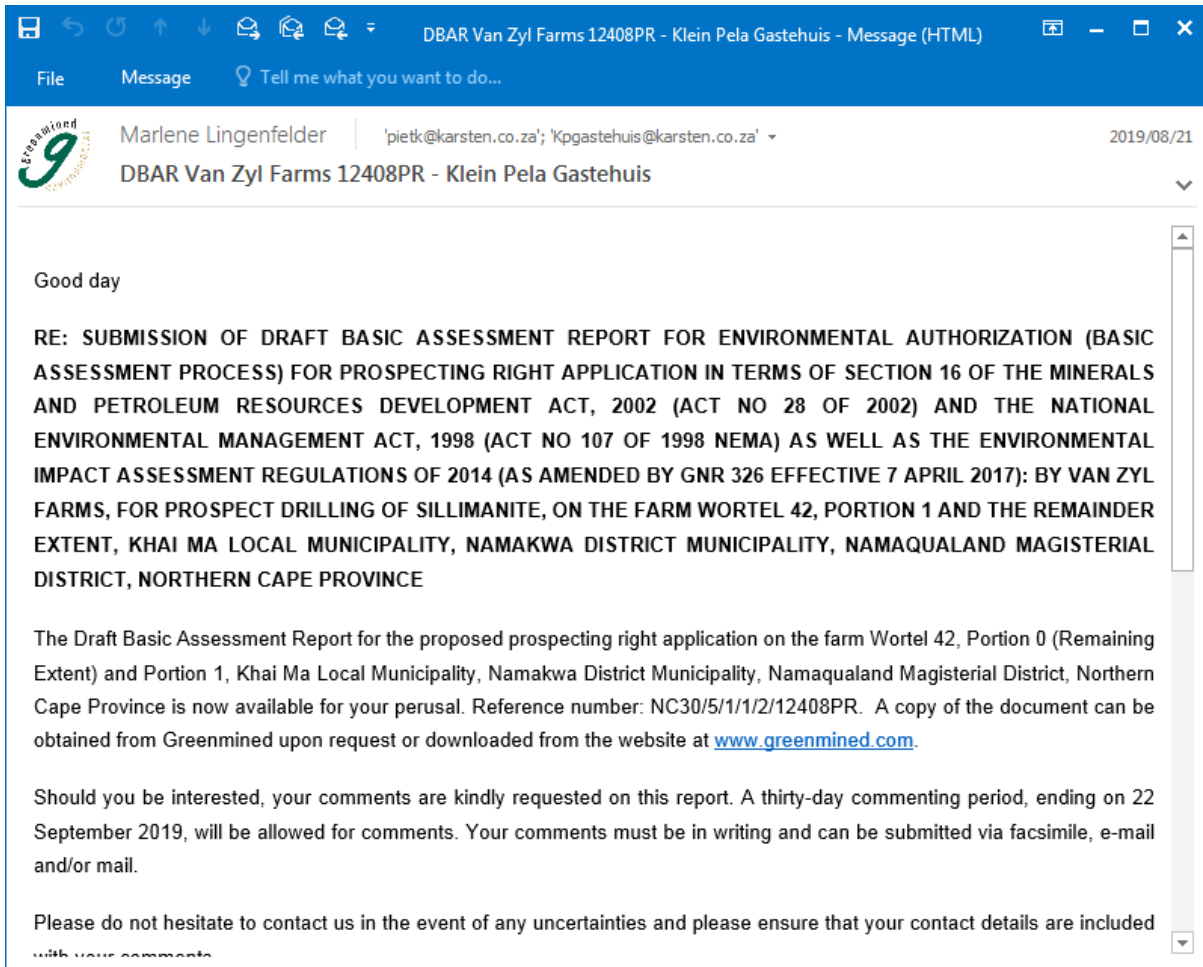 DBAR Van Zyl Farms 12408PR - Klein Pela Gastehuis - Message (HTML)
File Message Tell me what you want to do...
greenmined
g
environmental
Marlene Lingenfelder 'pietk@karsten.co.za'; 'Kpgastehuis@karsten.co.za' 2019/08/21
DBAR Van Zyl Farms 12408PR - Klein Pela Gastehuis
Good day
RE: SUBMISSION OF DRAFT BASIC ASSESSMENT REPORT FOR ENVIRONMENTAL AUTHORIZATION (BASIC
ASSESSMENT PROCESS) FOR PROSPECTING RIGHT APPLICATION IN TERMS OF SECTION 16 OF THE MINERALS
AND PETROLEUM RESOURCES DEVELOPMENT ACT, 2002 (ACT NO 28 OF 2002) AND THE NATIONAL
ENVIRONMENTAL MANAGEMENT ACT, 1998 (ACT NO 107 OF 1998 NEMA) AS WELL AS THE ENVIRONMENTAL
IMPACT ASSESSMENT REGULATIONS OF 2014 (AS AMENDED BY GNR 326 EFFECTIVE 7 APRIL 2017): BY VAN ZYL
FARMS, FOR PROSPECT DRILLING OF SILLIMANITE, ON THE FARM WORTEL 42, PORTION 1 AND THE REMAINDER
EXTENT, KHAI MA LOCAL MUNICIPALITY, NAMAKWA DISTRICT MUNICIPALITY, NAMAQUALAND MAGISTERIAL
DISTRICT, NORTHERN CAPE PROVINCE
The Draft Basic Assessment Report for the proposed prospecting right application on the farm Wortel 42, Portion 0 (Remaining
Extent) and Portion 1, Khai Ma Local Municipality, Namakwa District Municipality, Namaqualand Magisterial District, Northern
Cape Province is now available for your perusal. Reference number: NC30/5/1/1/2/12408PR. A copy of the document can be
obtained from Greenmined upon request or downloaded from the website at www.greenmined.com.
Should you be interested, your comments are kindly requested on this report. A thirty-day commenting period, ending on 22
September 2019, will be allowed for comments. Your comments must be in writing and can be submitted via facsimile, e-mail
and/or mail.
Please do not hesitate to contact us in the event of any uncertainties and please ensure that your contact details are included
with your comments